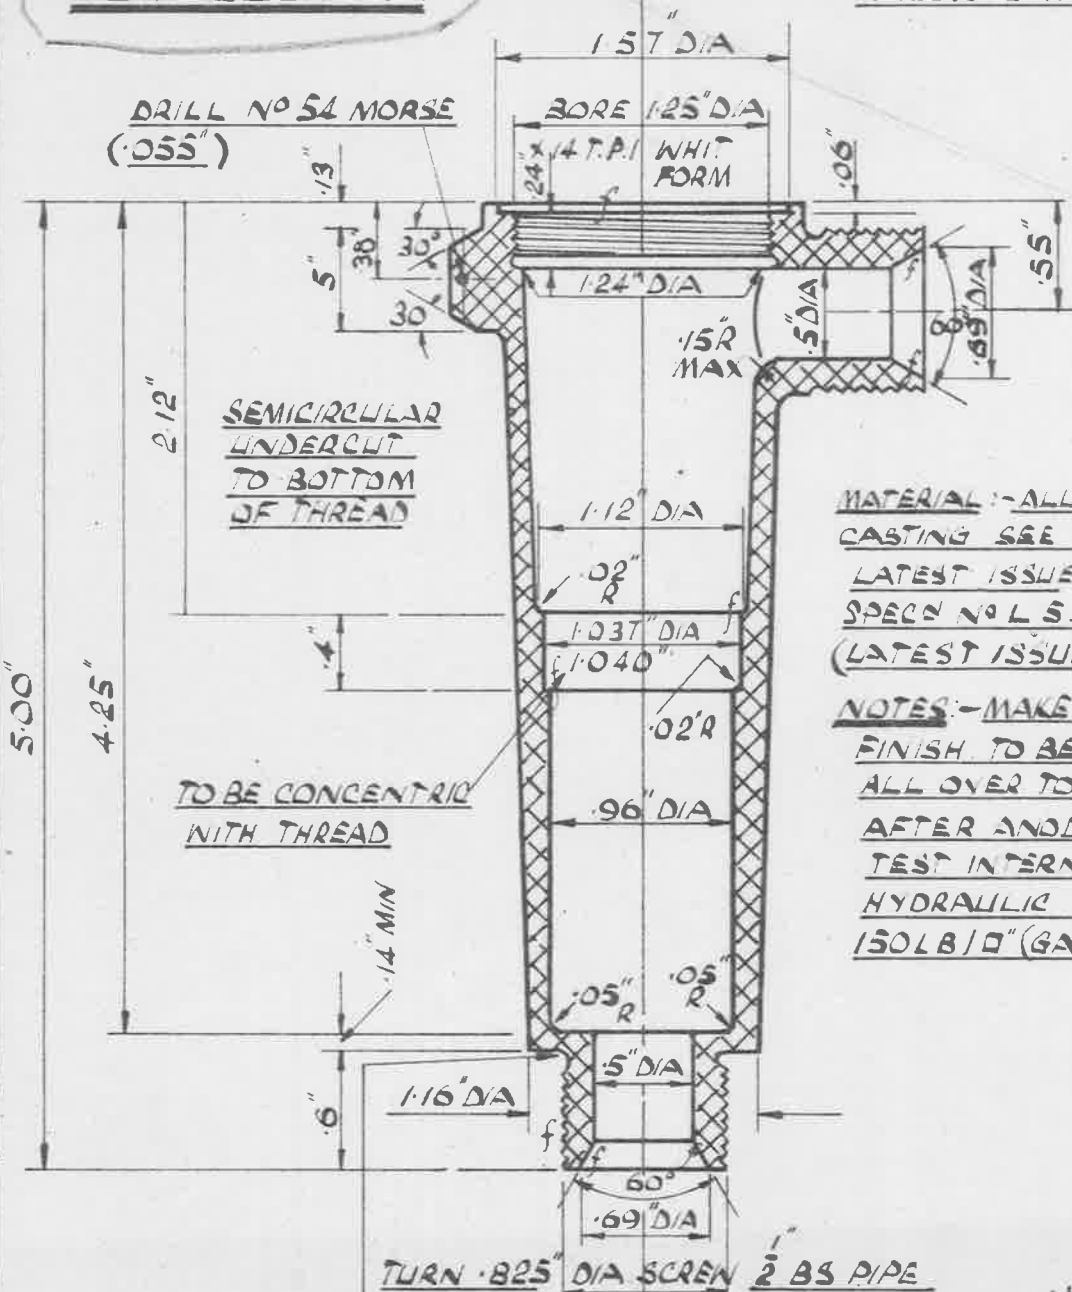 1.57" DIA
DRILL Nº 54 MORSE
(.055")
BORE 1.25" DIA
.24" x 14 T.P.I WHIT
FORM
.06"
.13"
.38"
30°
.5"
30
f
1.24" DIA
.15"R
MAX
.5"DIA
.69" DIA
.55"
2.12"
SEMICIRCULAR
UNDERCUT
TO BOTTOM
OF THREAD
1.12" DIA
.02"
R
f
1.037" DIA
1.040"
f
.4"
.02"R
5.00"
4.25"
TO BE CONCENTRIC
WITH THREAD
.96" DIA
MATERIAL :- ALL
CASTING SEE
LATEST ISSUE
SPECN Nº L 5
(LATEST ISSU
NOTES :- MAKE
FINISH. TO BE
ALL OVER TO
AFTER ANOD
TEST INTERN
HYDRAULIC
150LB/□" (GA
.14" MIN
.05"
R
.05"
R
.5" DIA
1.16" DIA
.6"
f
f
60°
.69" DIA
TURN .825" DIA SCREW 1/2" BS PIPE